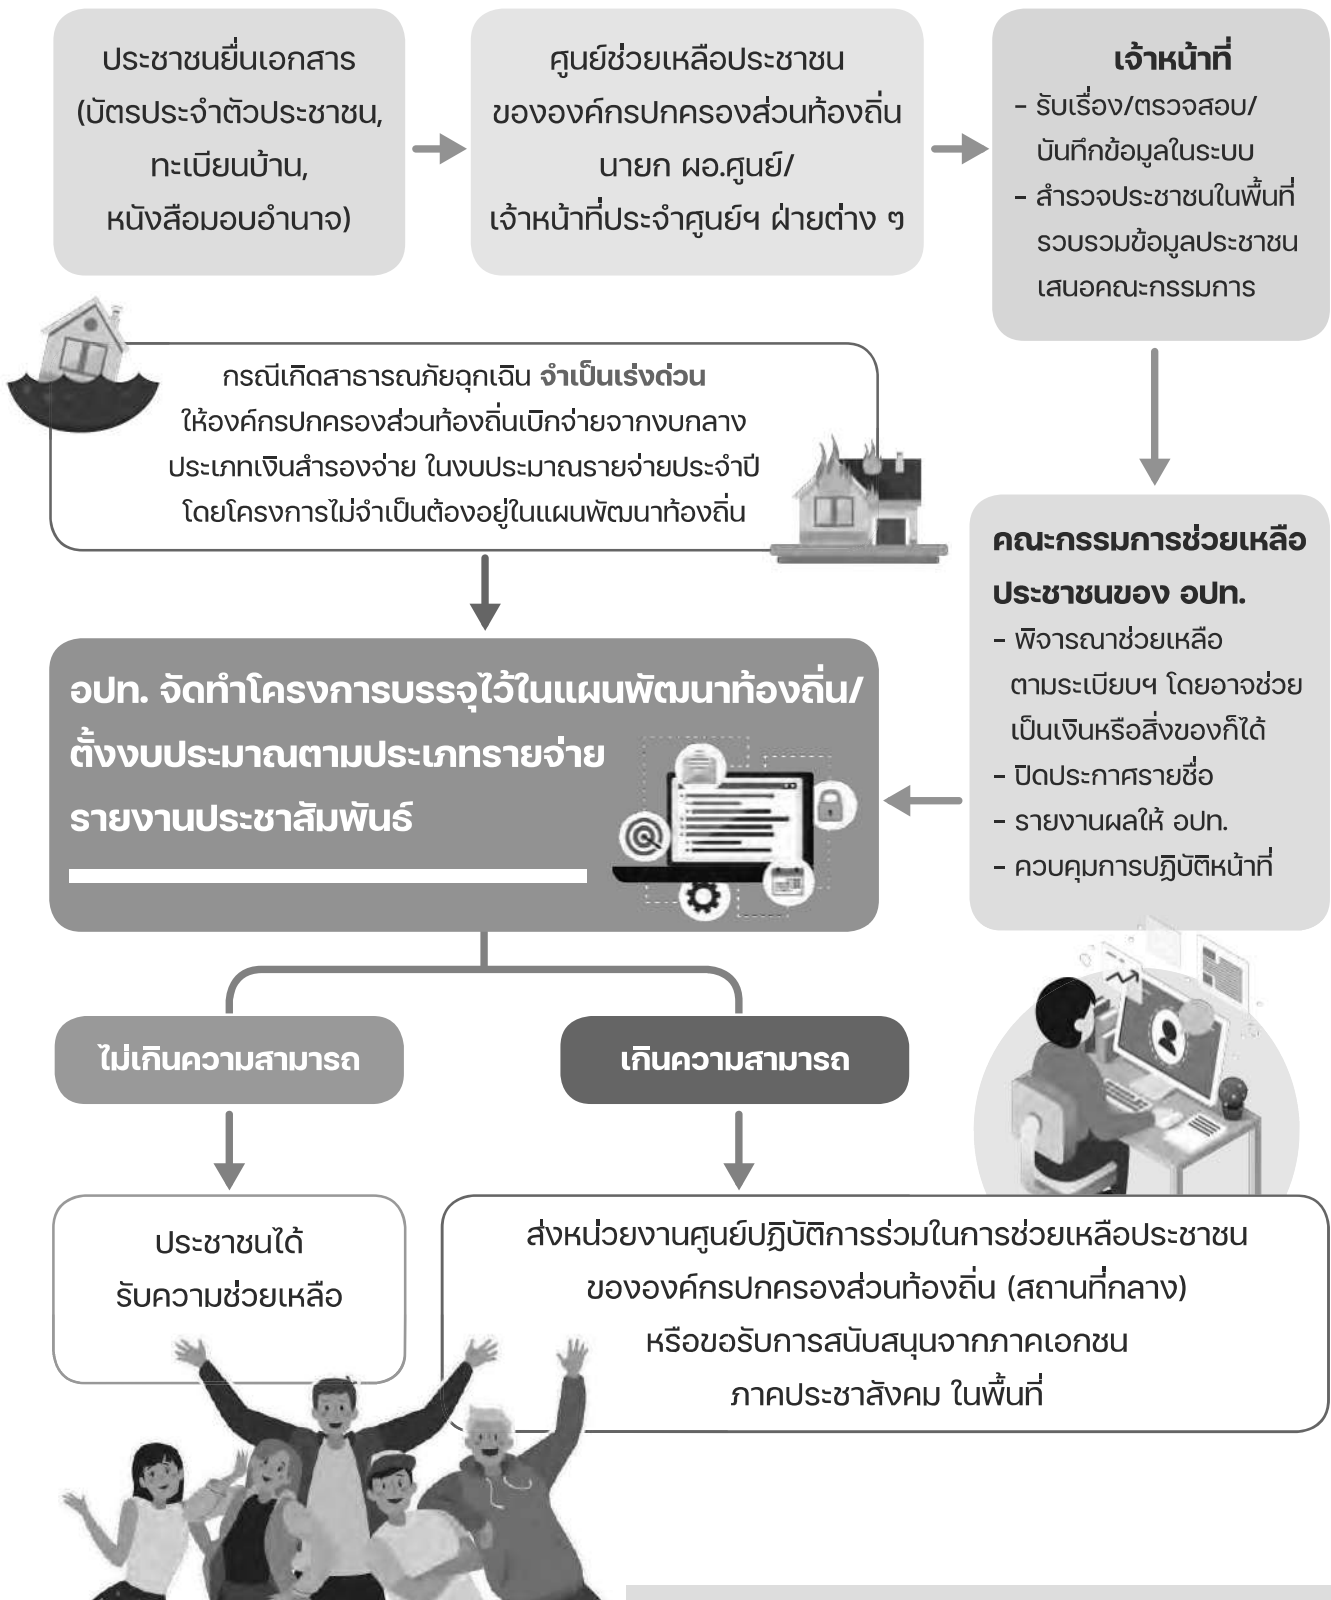 ประชาชนยื่นเอกสาร
(บัตรประจำตัวประชาชน,
ทะเบียนบ้าน,
หนังสือมอบอำนาจ)
ศูนย์ช่วยเหลือประชาชน
ขององค์กรปกครองส่วนท้องถิ่น
นายก ผอ.ศูนย์/
เจ้าหน้าที่ประจำศูนย์ฯ ฝ่ายต่าง ๆ
เจ้าหน้าที่
- รับเรื่อง/ตรวจสอบ/
บันทึกข้อมูลในระบบ
- สำรวจประชาชนในพื้นที่
รวบรวมข้อมูลประชาชน
เสนอคณะกรรมการ
กรณีเกิดสาธารณภัยฉุกเฉิน จำเป็นเร่งด่วน
ให้องค์กรปกครองส่วนท้องถิ่นเบิกจ่ายจากงบกลาง
ประเภทเงินสำรองจ่าย ในงบประมาณรายจ่ายประจำปี
โดยโครงการไม่จำเป็นต้องอยู่ในแผนพัฒนาท้องถิ่น
คณะกรรมการช่วยเหลือ
ประชาชนของ อปท.
- พิจารณาช่วยเหลือ
ตามระเบียบฯ โดยอาจช่วย
เป็นเงินหรือสิ่งของก็ได้
- ปิดประกาศรายชื่อ
- รายงานผลให้ อปท.
- ควบคุมการปฏิบัติหน้าที่
อปท. จัดทำโครงการบรรจุไว้ในแผนพัฒนาท้องถิ่น/
ตั้งงบประมาณตามประเภทรายจ่าย
รายงานประชาสัมพันธ์
ไม่เกินความสามารถ
เกินความสามารถ
ประชาชนได้
รับความช่วยเหลือ
ส่งหน่วยงานศูนย์ปฏิบัติการร่วมในการช่วยเหลือประชาชน
ขององค์กรปกครองส่วนท้องถิ่น (สถานที่กลาง)
หรือขอรับการสนับสนุนจากภาคเอกชน
ภาคประชาสังคม ในพื้นที่